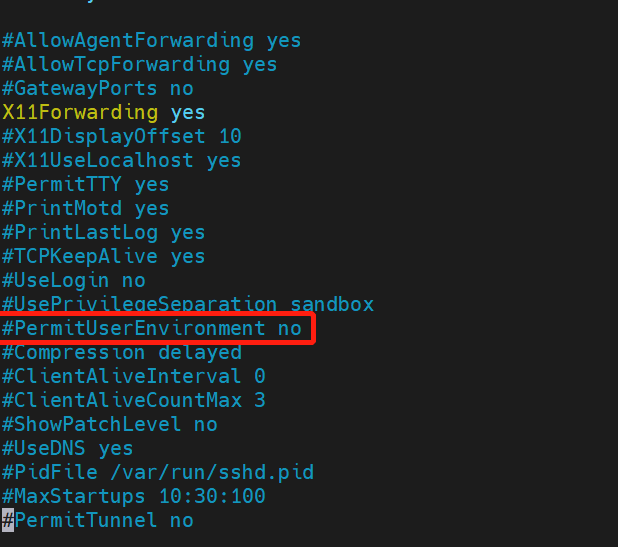 #AllowAgentForwarding yes
#AllowTcpForwarding yes
#GatewayPorts no
X11Forwarding yes
#X11DisplayOffset 10
#X11UseLocalhost yes
#PermitTTY yes
#PrintMotd yes
#PrintLastLog yes
#TCPKeepAlive yes
#UseLogin no
#UsePrivilegeSeparation sandbox
#PermitUserEnvironment no
#Compression delayed
#ClientAliveInterval 0
#ClientAliveCountMax 3
#ShowPatchLevel no
#UseDNS yes
#PidFile /var/run/sshd.pid
#MaxStartups 10:30:100
#PermitTunnel no